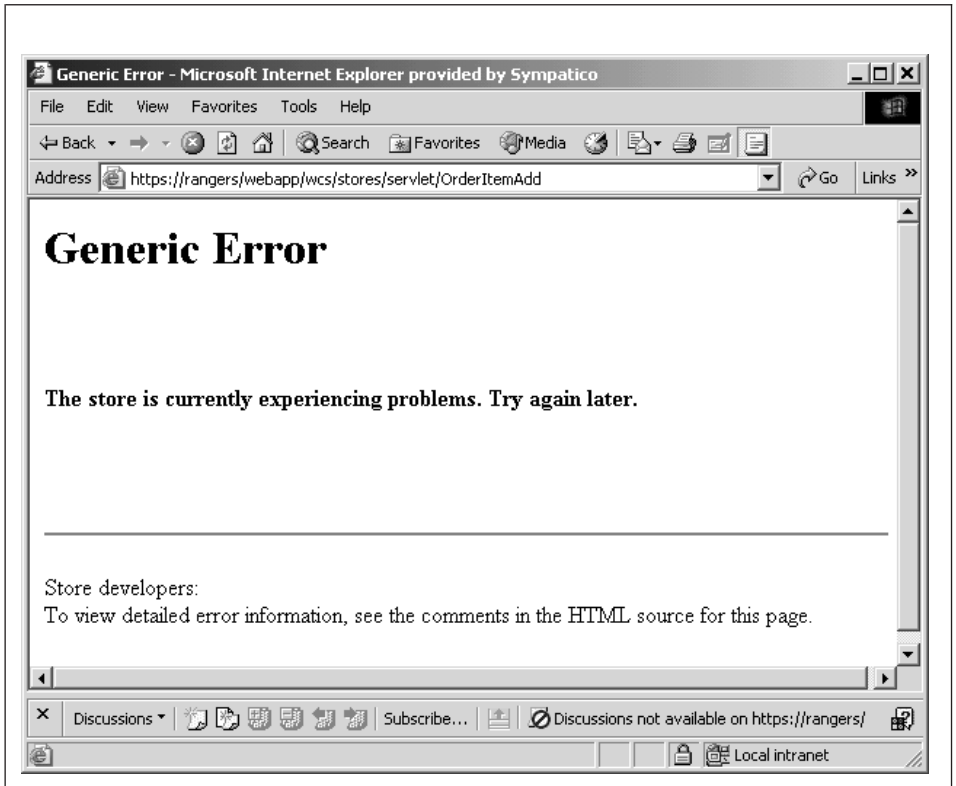 Generic Error - Microsoft Internet Explorer provided by Sympatico
File Edit View Favorites Tools Help
Back Search Favorites Media
Address https://rangers/webapp/wcs/stores/servlet/OrderItemAdd Go Links »
Generic Error
The store is currently experiencing problems. Try again later.
Store developers:
To view detailed error information, see the comments in the HTML source for this page.
Discussions Subscribe... Discussions not available on https://rangers/
Local intranet